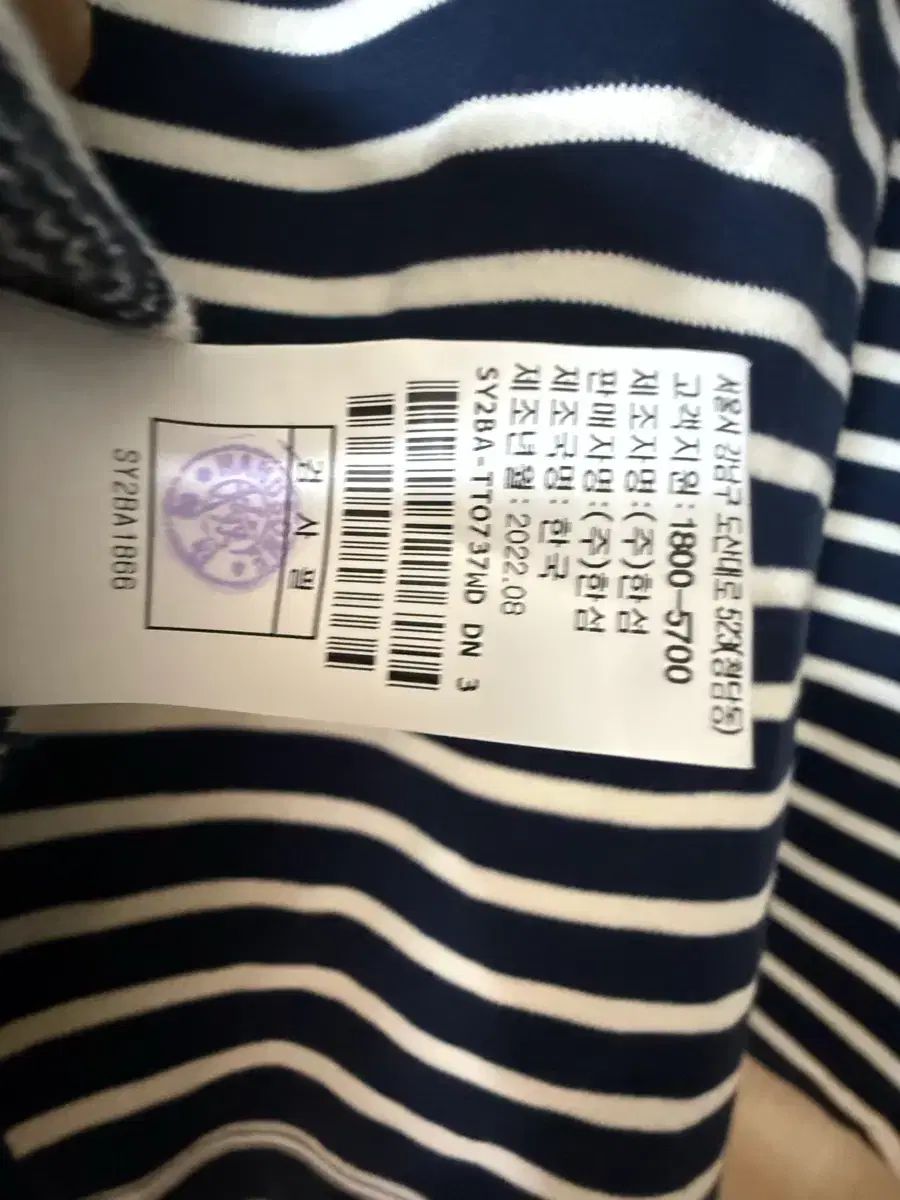 서울시 강남구 도산대로 523(청담동)
고객지원:1800-5700
제조자명:(주)한섬
판매자명:(주)한섬
제조국명: 한국
제조년월:2022.08
SY2BA-TTO737WD DN 3
검사필
SY2BA1866